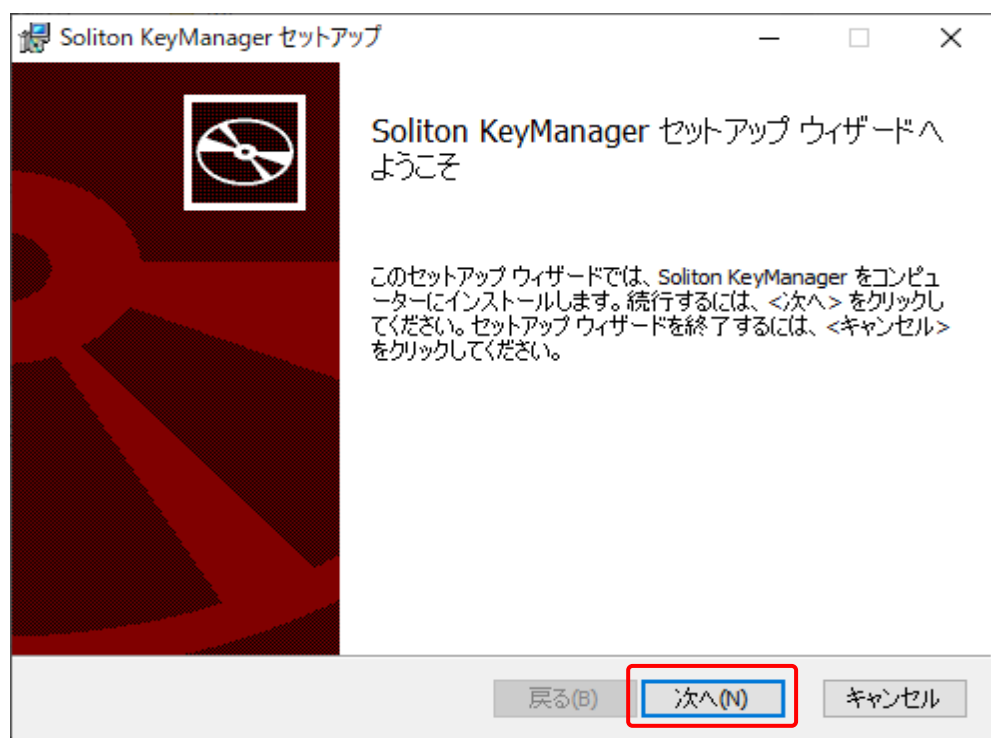 Soliton KeyManager セットアップ
Soliton KeyManager セットアップ ウィザードへ
ようこそ
このセットアップ ウィザードでは、Soliton KeyManager をコンピュ
ーターにインストールします。続行するには、<次へ> をクリックし
てください。セットアップ ウィザードを終了するには、<キャンセル>
をクリックしてください。
戻る(B) 次へ(N) キャンセル